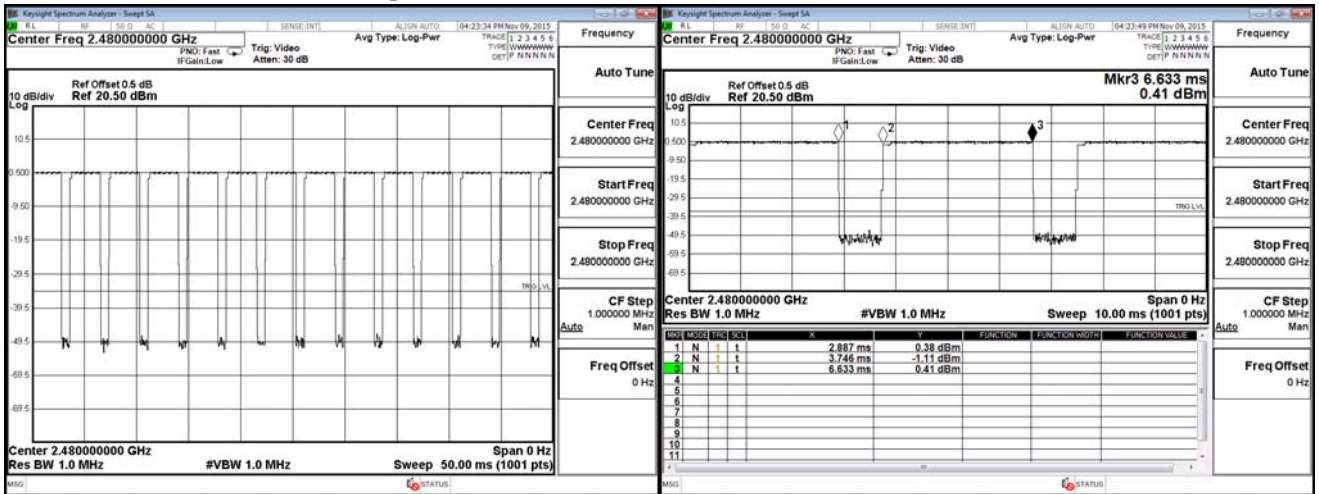 Keysight Spectrum Analyzer - Swept SA
RL RF 50 Ω AC SENSE:INT ALIGN AUTO 04:23:34 PM Nov 09, 2015
Center Freq 2.480000000 GHz
Avg Type: Log-Pwr
TRACE 1 2 3 4 5 6
TYPE WWWWWW
DET P NNNNN
PNO: Fast
IFGain:Low
Trig: Video
Atten: 30 dB
Frequency
Ref Offset 0.5 dB
10 dB/div Ref 20.50 dBm
Log
10.5
0.500
-9.50
-19.5
-29.5
-39.5
-49.5
-59.5
-69.5
TRIG LVL
Center 2.480000000 GHz
Span 0 Hz
Res BW 1.0 MHz
#VBW 1.0 MHz
Sweep 50.00 ms (1001 pts)
Auto Tune
Center Freq
2.480000000 GHz
Start Freq
2.480000000 GHz
Stop Freq
2.480000000 GHz
CF Step
1.000000 MHz
Auto Man
Freq Offset
0 Hz
MSG STATUS
Keysight Spectrum Analyzer - Swept SA
RL RF 50 Ω AC SENSE:INT ALIGN AUTO 04:23:49 PM Nov 09, 2015
Center Freq 2.480000000 GHz
Avg Type: Log-Pwr
TRACE 1 2 3 4 5 6
TYPE WWWWWW
DET P NNNNN
PNO: Fast
IFGain:Low
Trig: Video
Atten: 30 dB
Frequency
Mkr3 6.633 ms
0.41 dBm
Ref Offset 0.5 dB
10 dB/div Ref 20.50 dBm
Log
1 2 3
10.5
0.500
-9.50
-19.5
-29.5
-39.5
-49.5
-59.5
-69.5
TRIG LVL
Center 2.480000000 GHz
Span 0 Hz
Res BW 1.0 MHz
#VBW 1.0 MHz
Sweep 10.00 ms (1001 pts)
MKR MODE TRC SCL X Y FUNCTION FUNCTION WIDTH FUNCTION VALUE
1 N 1 t 2.887 ms 0.38 dBm
2 N 1 t 3.746 ms -1.11 dBm
3 N 1 t 6.633 ms 0.41 dBm
4
5
6
7
8
9
10
11
Auto Tune
Center Freq
2.480000000 GHz
Start Freq
2.480000000 GHz
Stop Freq
2.480000000 GHz
CF Step
1.000000 MHz
Auto Man
Freq Offset
0 Hz
MSG STATUS